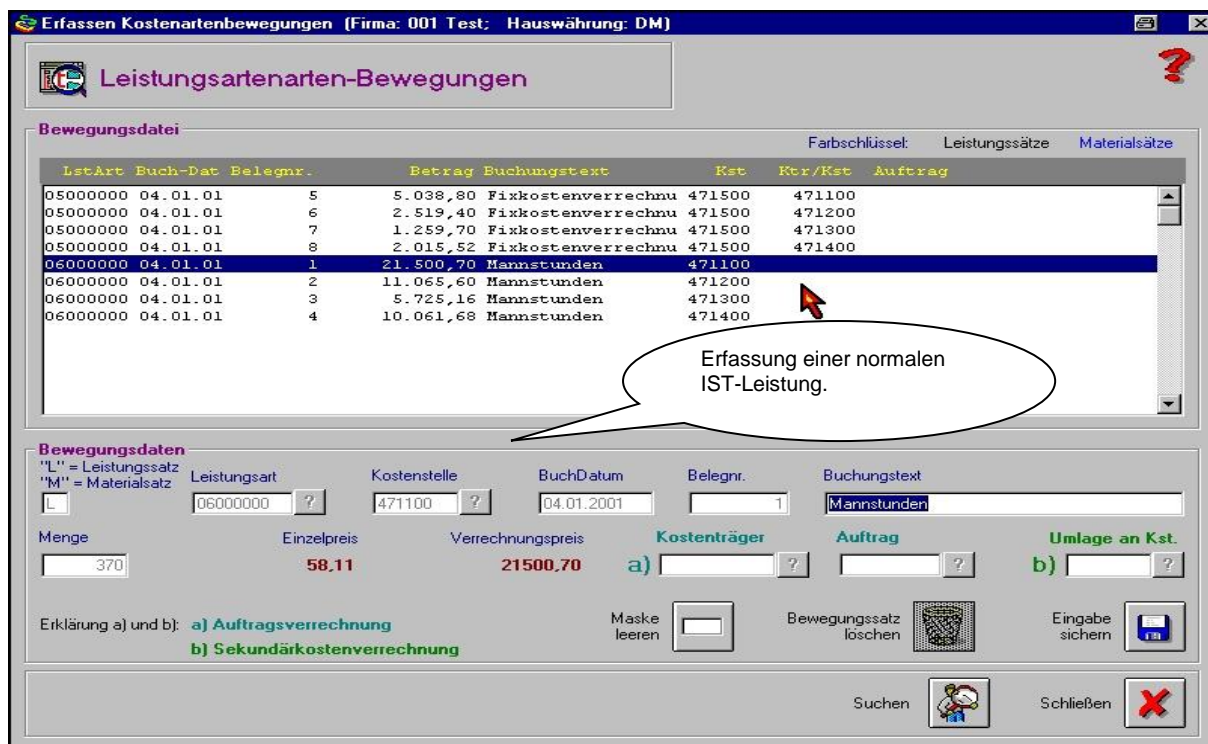 Erfassen Kostenartenbewegungen (Firma: 001 Test; Hauswährung: DM)
Leistungsartenarten-Bewegungen
Bewegungsdatei
Farbschlüssel: Leistungssätze Materialsätze
LstArt Buch-Dat Belegnr. Betrag Buchungstext Kst Ktr/Kst Auftrag
05000000 04.01.01 5 5.038,80 Fixkostenverrechnu 471500 471100
05000000 04.01.01 6 2.519,40 Fixkostenverrechnu 471500 471200
05000000 04.01.01 7 1.259,70 Fixkostenverrechnu 471500 471300
05000000 04.01.01 8 2.015,52 Fixkostenverrechnu 471500 471400
06000000 04.01.01 1 21.500,70 Mannstunden 471100
06000000 04.01.01 2 11.065,60 Mannstunden 471200
06000000 04.01.01 3 5.725,16 Mannstunden 471300
06000000 04.01.01 4 10.061,68 Mannstunden 471400
Erfassung einer normalen
IST-Leistung.
Bewegungsdaten
"L" = Leistungssatz
"M" = Materialsatz
Leistungsart Kostenstelle BuchDatum Belegnr. Buchungstext
L 06000000 ? 471100 ? 04.01.2001 1 Mannstunden
Menge Einzelpreis Verrechnungspreis Kostenträger Auftrag Umlage an Kst.
370 58,11 21500,70 a) ? ? b) ?
Erklärung a) und b): a) Auftragsverrechnung
b) Sekundärkostenverrechnung
Maske
leeren
Bewegungssatz
löschen
Eingabe
sichern
Suchen Schließen